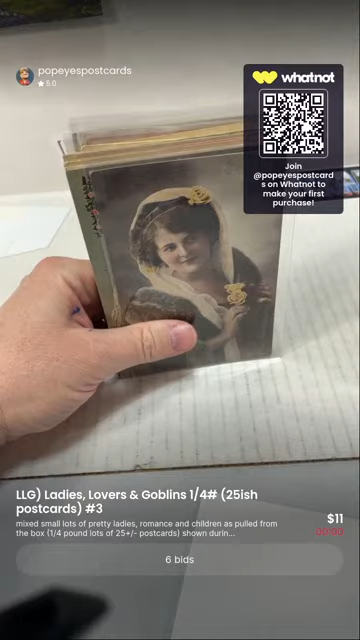 popeyespostcards
5.0
whatnot
Join
@popeyespostcard
s on Whatnot to
make your first
purchase!
LLG) Ladies, Lovers & Goblins 1/4# (25ish
postcards) #3
mixed small lots of pretty ladies, romance and children as pulled from
the box (1/4 pound lots of 25+/- postcards) shown durin...
$11
00:00
6 bids